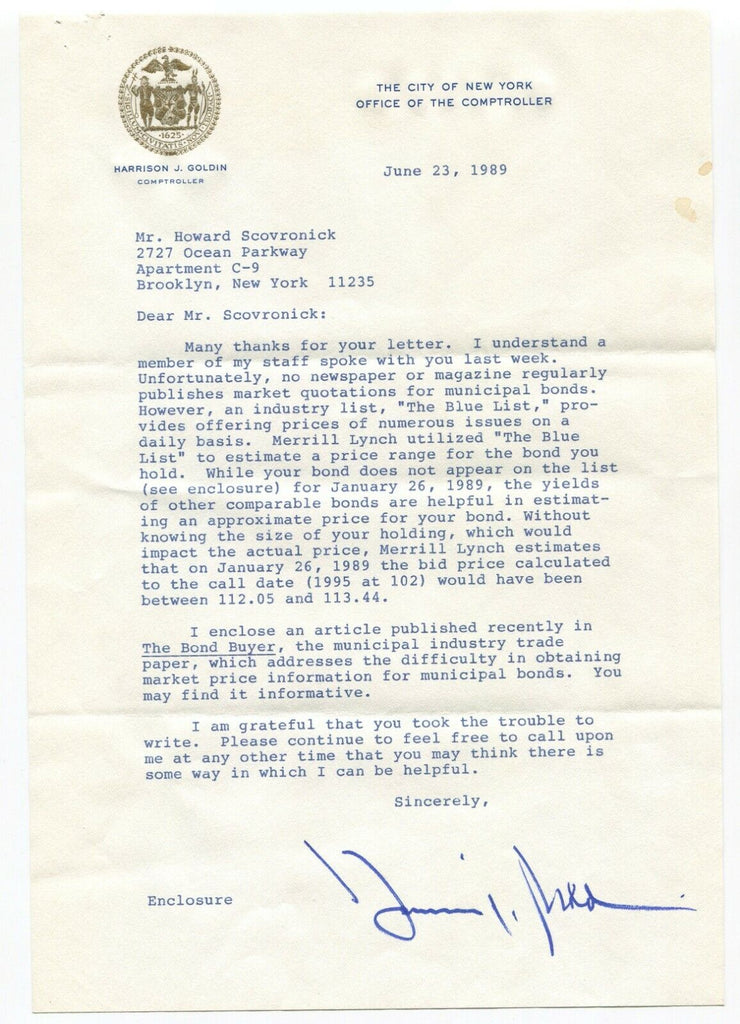 SIGILLUM CIVITATIS NOVI EBORACI
1625
THE CITY OF NEW YORK
OFFICE OF THE COMPTROLLER
HARRISON J. GOLDIN
COMPTROLLER
June 23, 1989
Mr. Howard Scovronick
2727 Ocean Parkway
Apartment C-9
Brooklyn, New York  11235
Dear Mr. Scovronick:
Many thanks for your letter.  I understand a
member of my staff spoke with you last week.
Unfortunately, no newspaper or magazine regularly
publishes market quotations for municipal bonds.
However, an industry list, "The Blue List," pro-
vides offering prices of numerous issues on a
daily basis.  Merrill Lynch utilized "The Blue
List" to estimate a price range for the bond you
hold.  While your bond does not appear on the list
(see enclosure) for January 26, 1989, the yields
of other comparable bonds are helpful in estimat-
ing an approximate price for your bond. Without
knowing the size of your holding, which would
impact the actual price, Merrill Lynch estimates
that on January 26, 1989 the bid price calculated
to the call date (1995 at 102) would have been
between 112.05 and 113.44.
I enclose an article published recently in
The Bond Buyer, the municipal industry trade
paper, which addresses the difficulty in obtaining
market price information for municipal bonds.  You
may find it informative.
I am grateful that you took the trouble to
write.  Please continue to feel free to call upon
me at any other time that you may think there is
some way in which I can be helpful.
Sincerely,
Enclosure